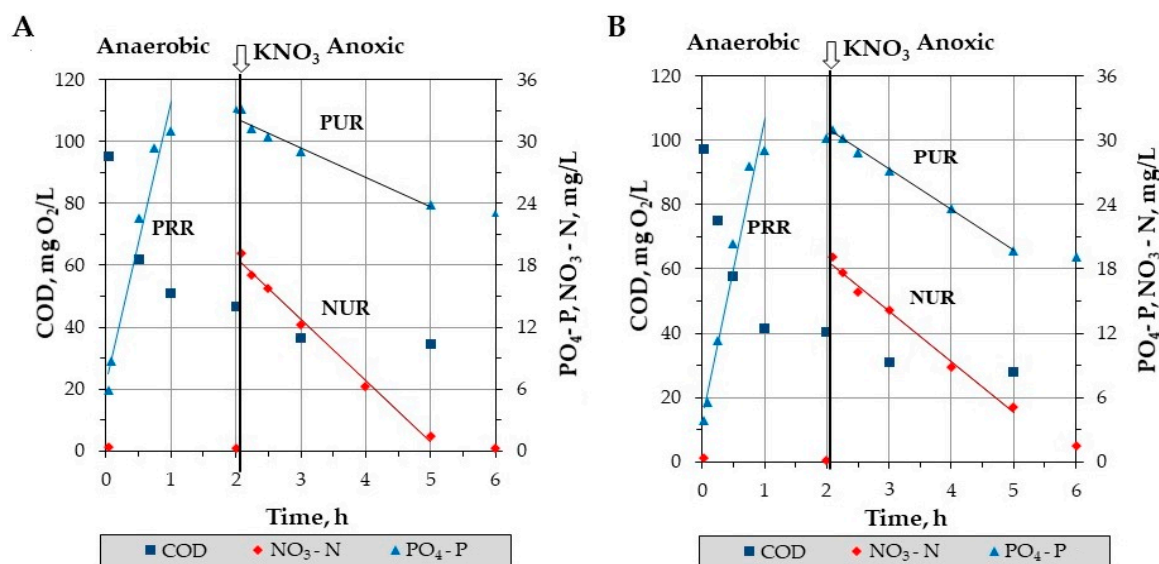 A
Anaerobic
KNO3
Anoxic
120
100
80
60
40
20
0
COD, mg O2/L
36
30
24
18
12
6
0
PO4- P, NO3 - N, mg/L
PUR
PRR
NUR
0
1
2
3
4
5
6
Time, h
COD
NO3 - N
PO4 - P
B
Anaerobic
KNO3
Anoxic
120
100
80
60
40
20
0
COD, mg O2/L
36
30
24
18
12
6
0
PO4- P, NO3 - N, mg/L
PUR
PRR
NUR
0
1
2
3
4
5
6
Time, h
COD
NO3 - N
PO4 - P